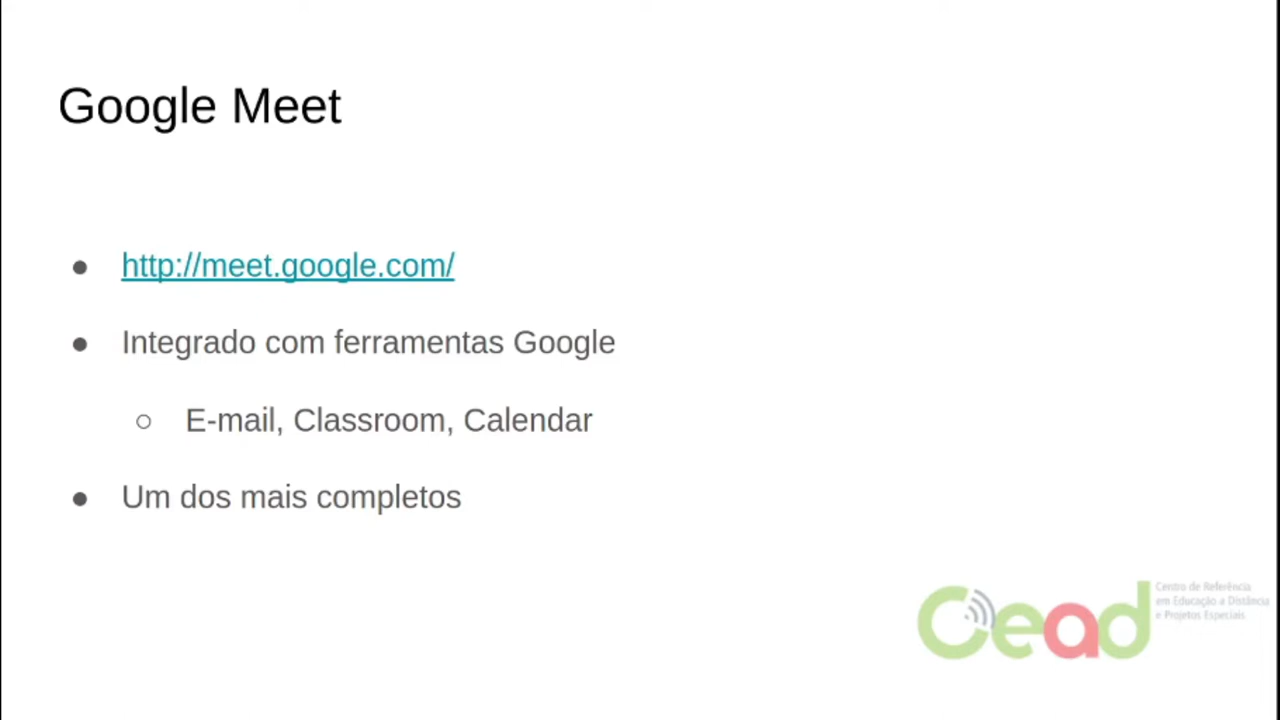 Google Meet
http://meet.google.com/
Integrado com ferramentas Google
E-mail, Classroom, Calendar
Um dos mais completos
Cead
Centro de Referência
em Educação a Distância
e Projetos Especiais